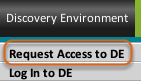 Discovery Environment
Request Access to DE
Log In to DE